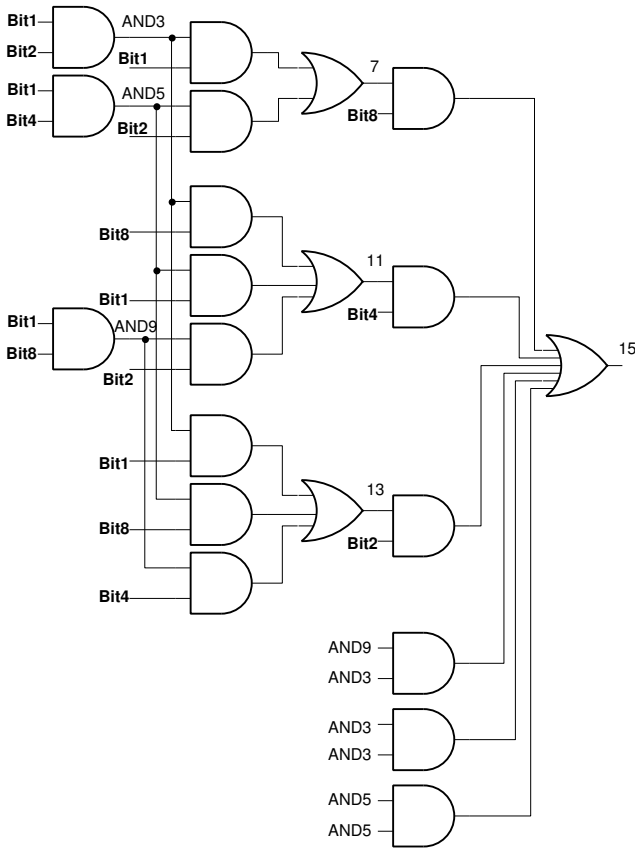 Bit1
AND3
Bit2
Bit1
Bit1
AND5
Bit4
Bit2
7
Bit8
Bit8
11
Bit1
Bit4
Bit1
AND9
Bit8
Bit2
15
Bit1
13
Bit8
Bit2
Bit4
AND9
AND3
AND3
AND3
AND5
AND5